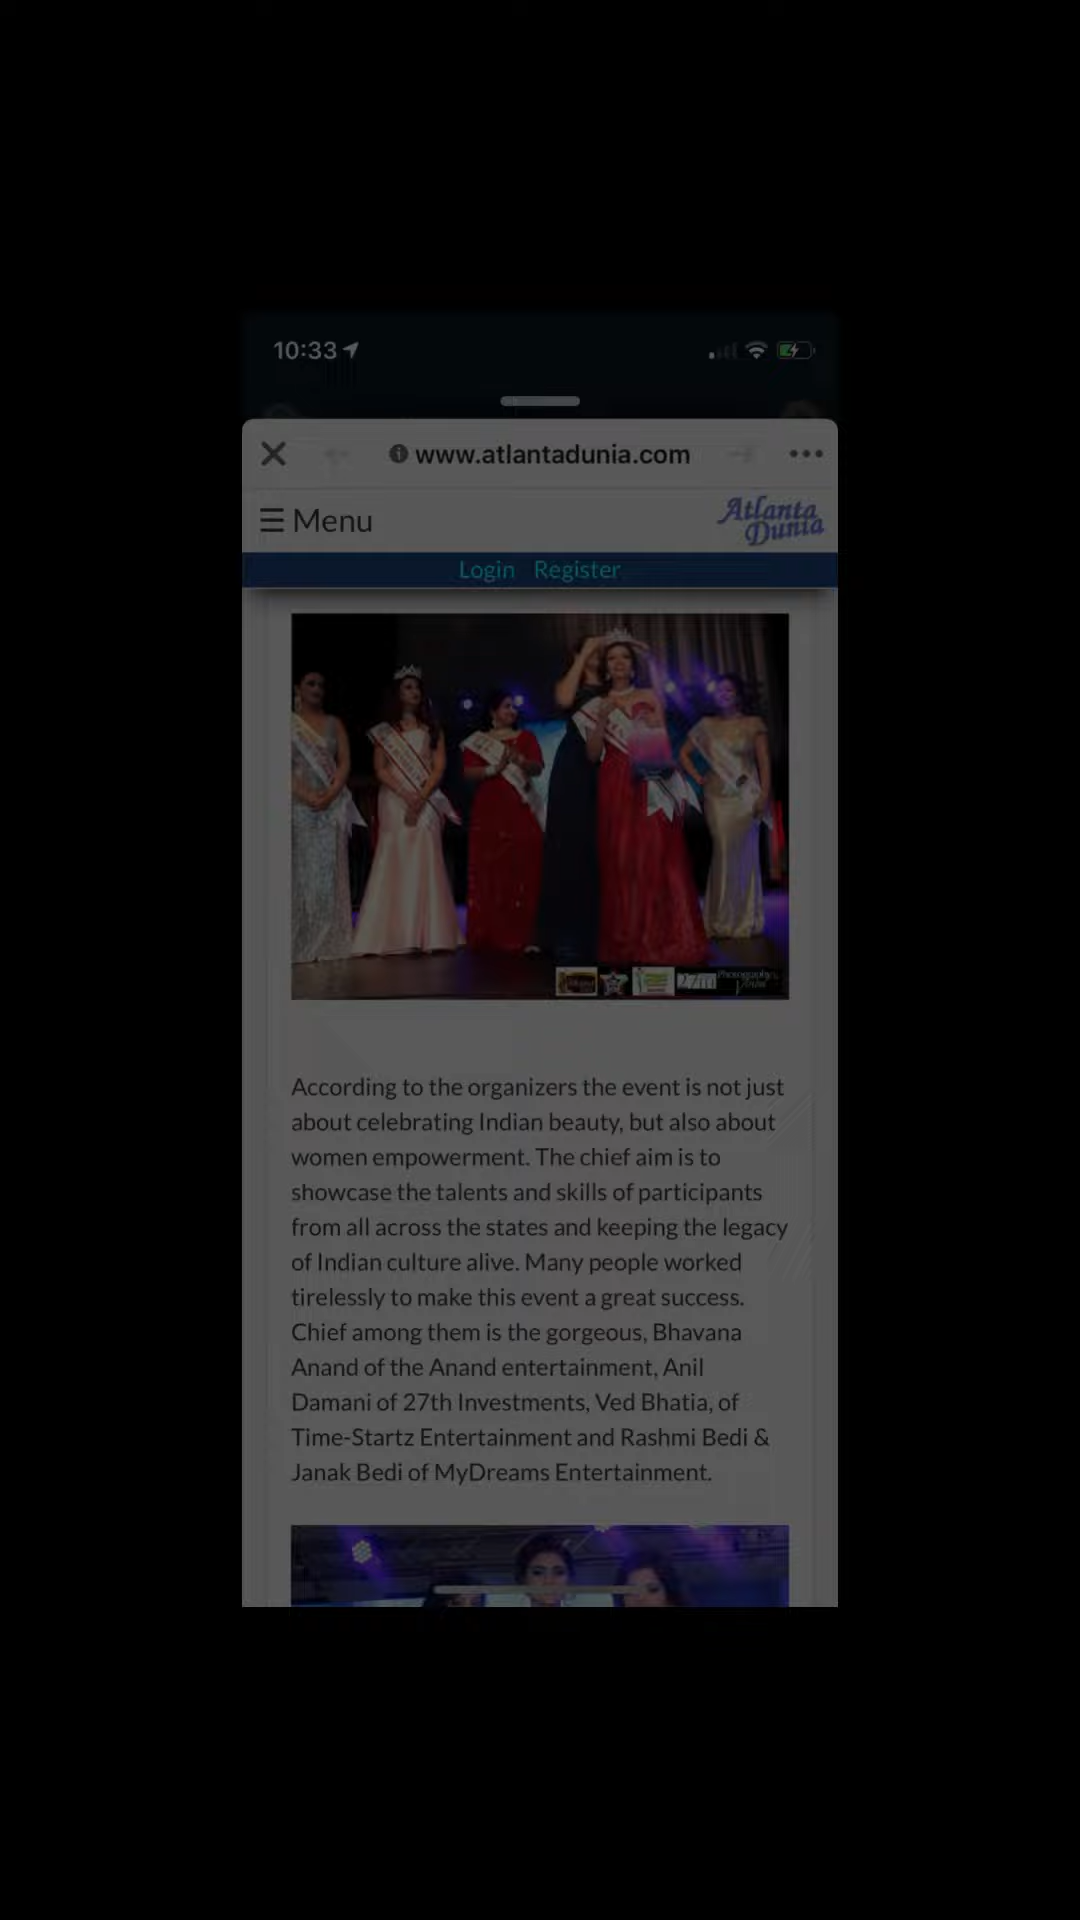 10:33
www.atlantadunia.com
Menu
Atlanta
Dunia
Login Register
27th Photography
According to the organizers the event is not just
about celebrating Indian beauty, but also about
women empowerment. The chief aim is to
showcase the talents and skills of participants
from all across the states and keeping the legacy
of Indian culture alive. Many people worked
tirelessly to make this event a great success.
Chief among them is the gorgeous, Bhavana
Anand of the Anand entertainment, Anil
Damani of 27th Investments, Ved Bhatia, of
Time-Startz Entertainment and Rashmi Bedi &
Janak Bedi of MyDreams Entertainment.